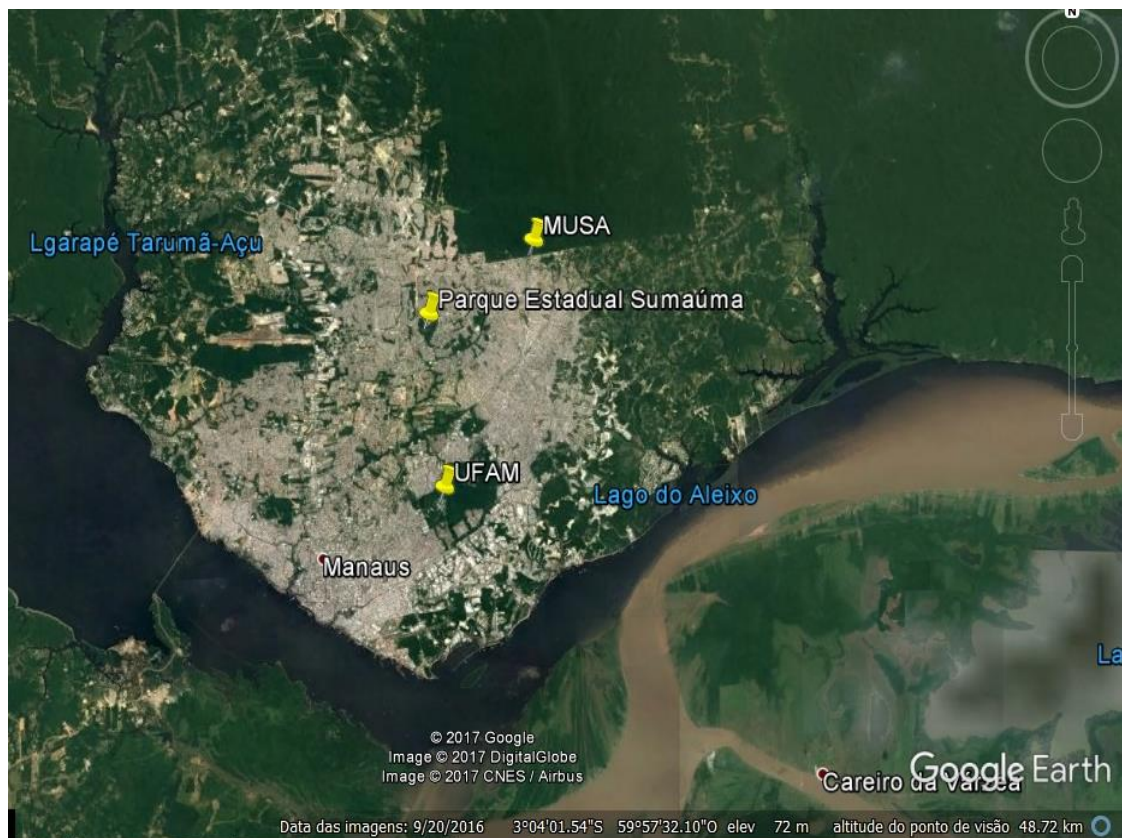 N
MUSA
Lgarapé Tarumã-Açu
Parque Estadual Sumaúma
UFAM
Lago do Aleixo
Manaus
La
© 2017 Google
Image © 2017 DigitalGlobe
Image © 2017 CNES / Airbus
Google Earth
Careiro da Várzea
Data das imagens: 9/20/2016 3°04'01.54"S 59°57'32.10"O elev 72 m altitude do ponto de visão 48.72 km